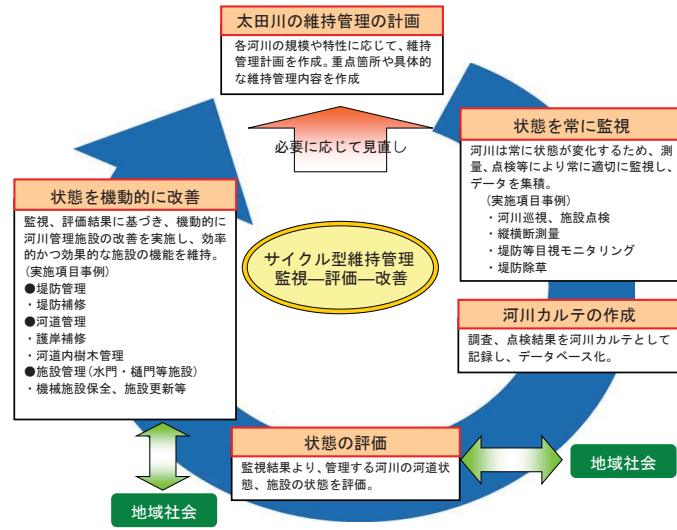 太田川の維持管理の計画
各河川の規模や特性に応じて、維持
管理計画を作成。重点箇所や具体的
な維持管理内容を作成
必要に応じて見直し
状態を常に監視
河川は常に状態が変化するため、測
量、点検等により常に適切に監視し、
データを集積。
(実施項目事例)
・河川巡視、施設点検
・縦横断測量
・堤防等目視モニタリング
・堤防除草
河川カルテの作成
調査、点検結果を河川カルテとして
記録し、データベース化。
状態の評価
監視結果より、管理する河川の河道状
態、施設の状態を評価。
地域社会
状態を機動的に改善
監視、評価結果に基づき、機動的に
河川管理施設の改善を実施し、効率
的かつ効果的な施設の機能を維持。
(実施項目事例)
●堤防管理
・堤防補修
●河道管理
・護岸補修
・河道内樹木管理
●施設管理(水門・樋門等施設)
・機械施設保全、施設更新等
地域社会
サイクル型維持管理
監視―評価―改善